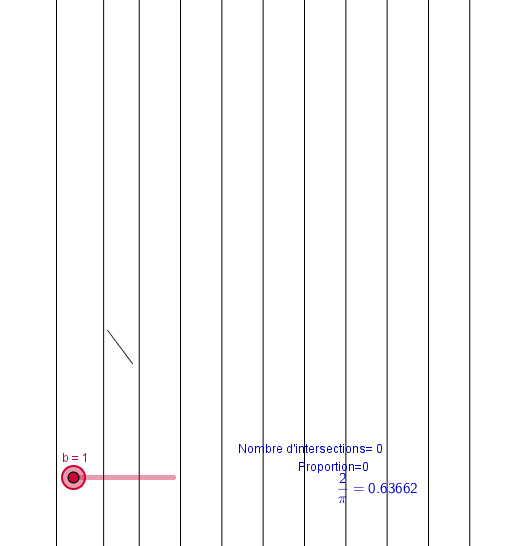 Nombre d'intersections= 0
b = 1
Proportion=0
2/π = 0.63662